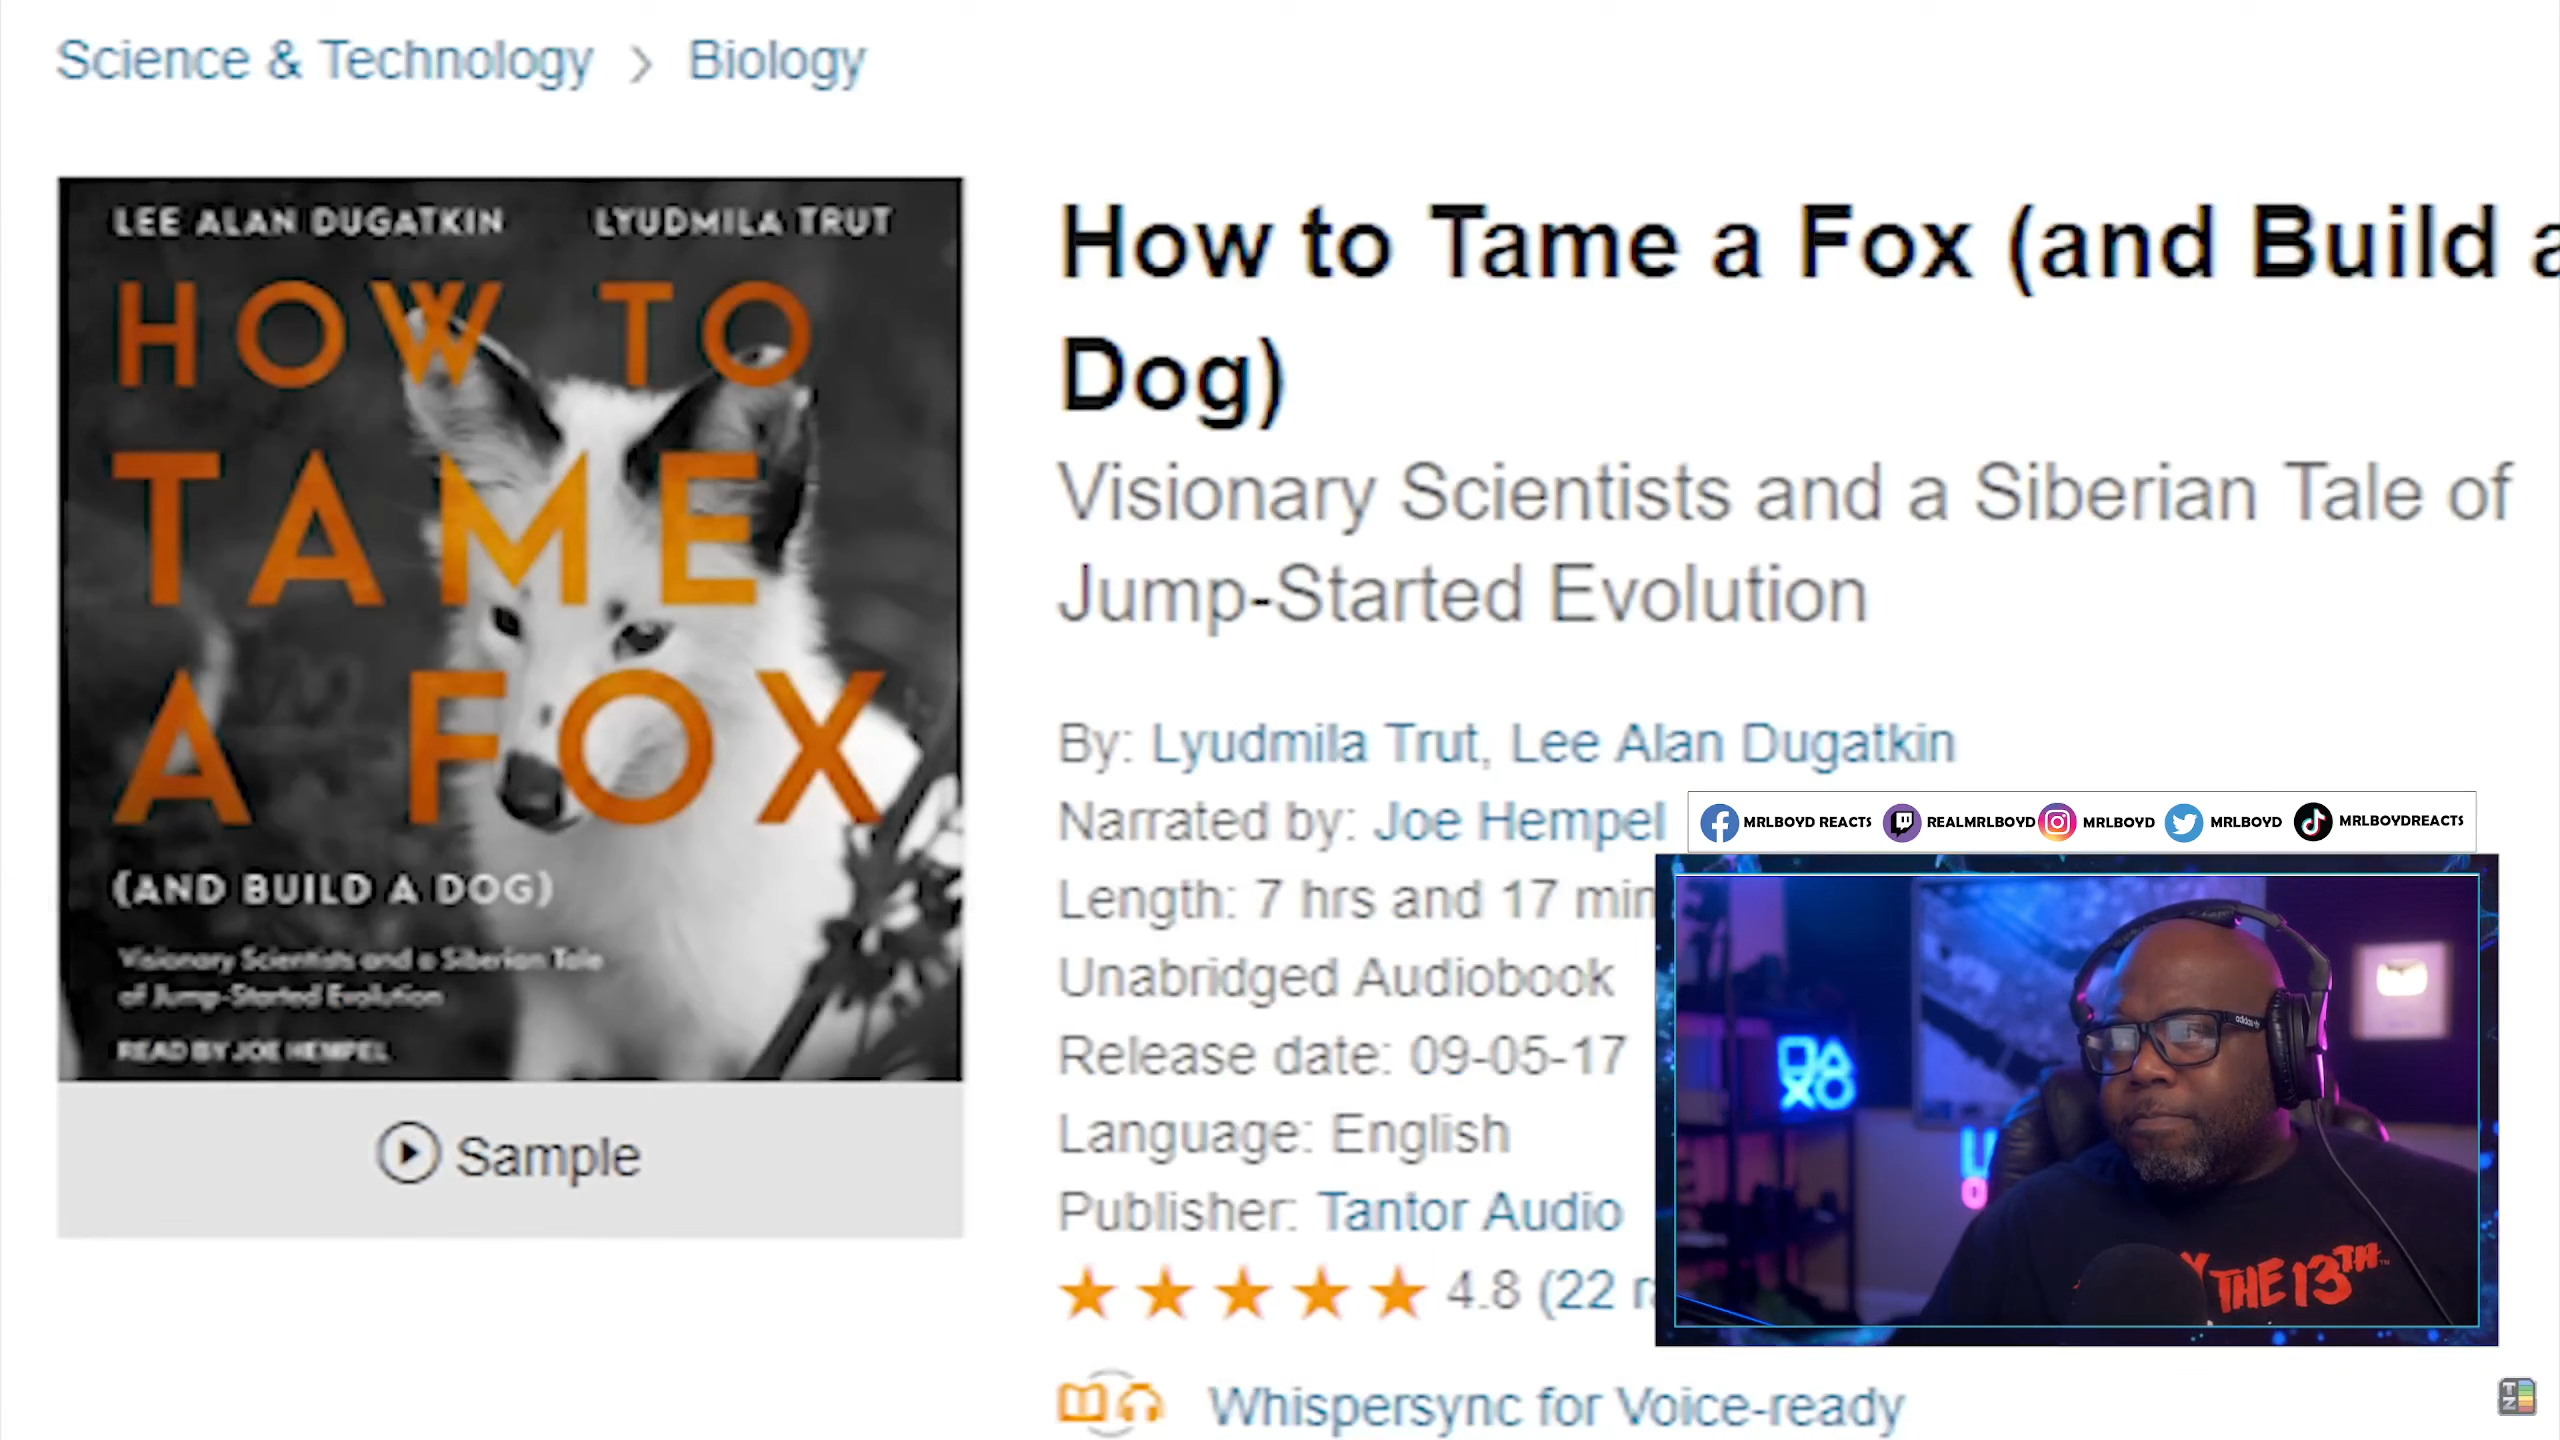 Science & Technology > Biology
LEE ALAN DUGATKIN LYUDMILA TRUT
HOW TO
TAME
A FOX
(AND BUILD A DOG)
Visionary Scientists and a Siberian Tale
of Jump-Started Evolution
READ BY JOE HEMPEL
Sample
How to Tame a Fox (and Build a
Dog)
Visionary Scientists and a Siberian Tale of
Jump-Started Evolution
By: Lyudmila Trut, Lee Alan Dugatkin
Narrated by: Joe Hempel
Length: 7 hrs and 17 min
Unabridged Audiobook
Release date: 09-05-17
Language: English
Publisher: Tantor Audio
4.8 (22
Whispersync for Voice-ready
MRLBOYD REACTS REALMRLBOYD MRLBOYD MRLBOYD MRLBOYDREACTS
adidas
THE 13TH
TZ